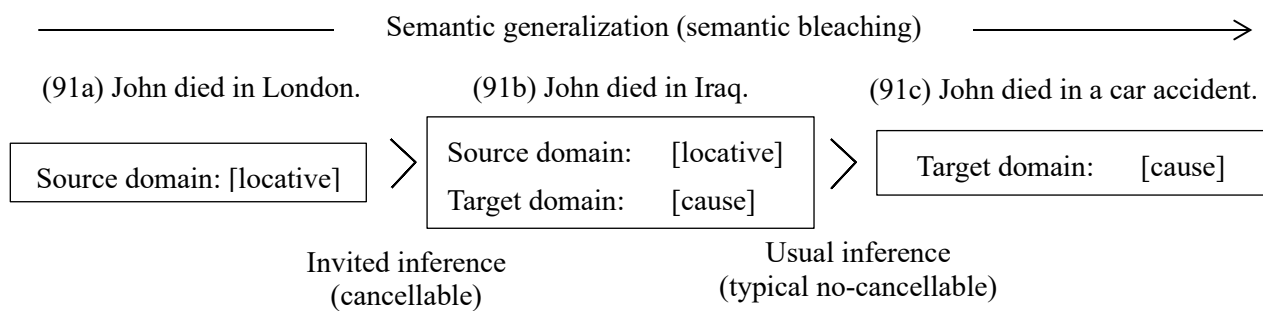 Semantic generalization (semantic bleaching)
(91a) John died in London. (91b) John died in Iraq. (91c) John died in a car accident.
Source domain: [locative]
Source domain: [locative]
Target domain: [cause]
Target domain: [cause]
Invited inference
(cancellable)
Usual inference
(typical no-cancellable)